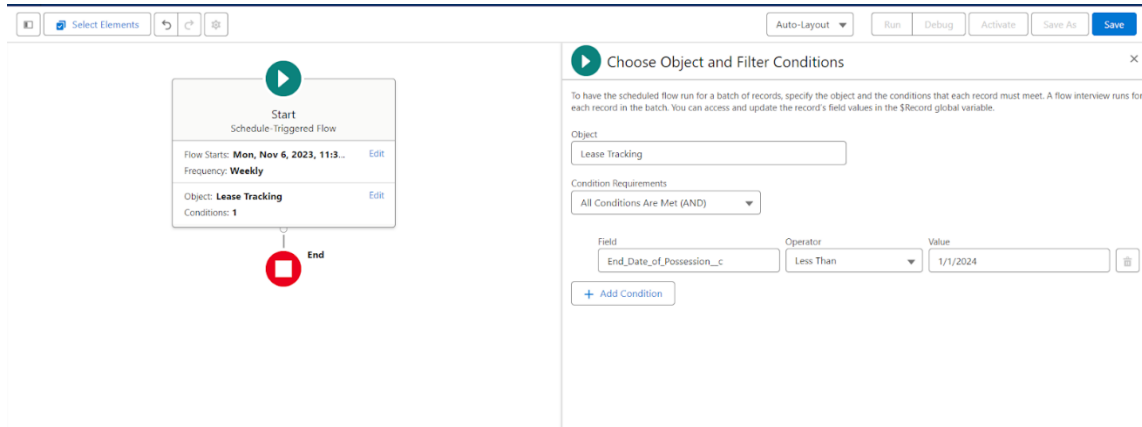 Select Elements
Auto-Layout
Run
Debug
Activate
Save As
Save
Start
Schedule-Triggered Flow
Flow Starts: Mon, Nov 6, 2023, 11:3...
Edit
Frequency: Weekly
Object: Lease Tracking
Edit
Conditions: 1
End
Choose Object and Filter Conditions
To have the scheduled flow run for a batch of records, specify the object and the conditions that each record must meet. A flow interview runs for
each record in the batch. You can access and update the record's field values in the $Record global variable.
Object
Lease Tracking
Condition Requirements
All Conditions Are Met (AND)
Field
Operator
Value
End_Date_of_Possession__c
Less Than
1/1/2024
+ Add Condition